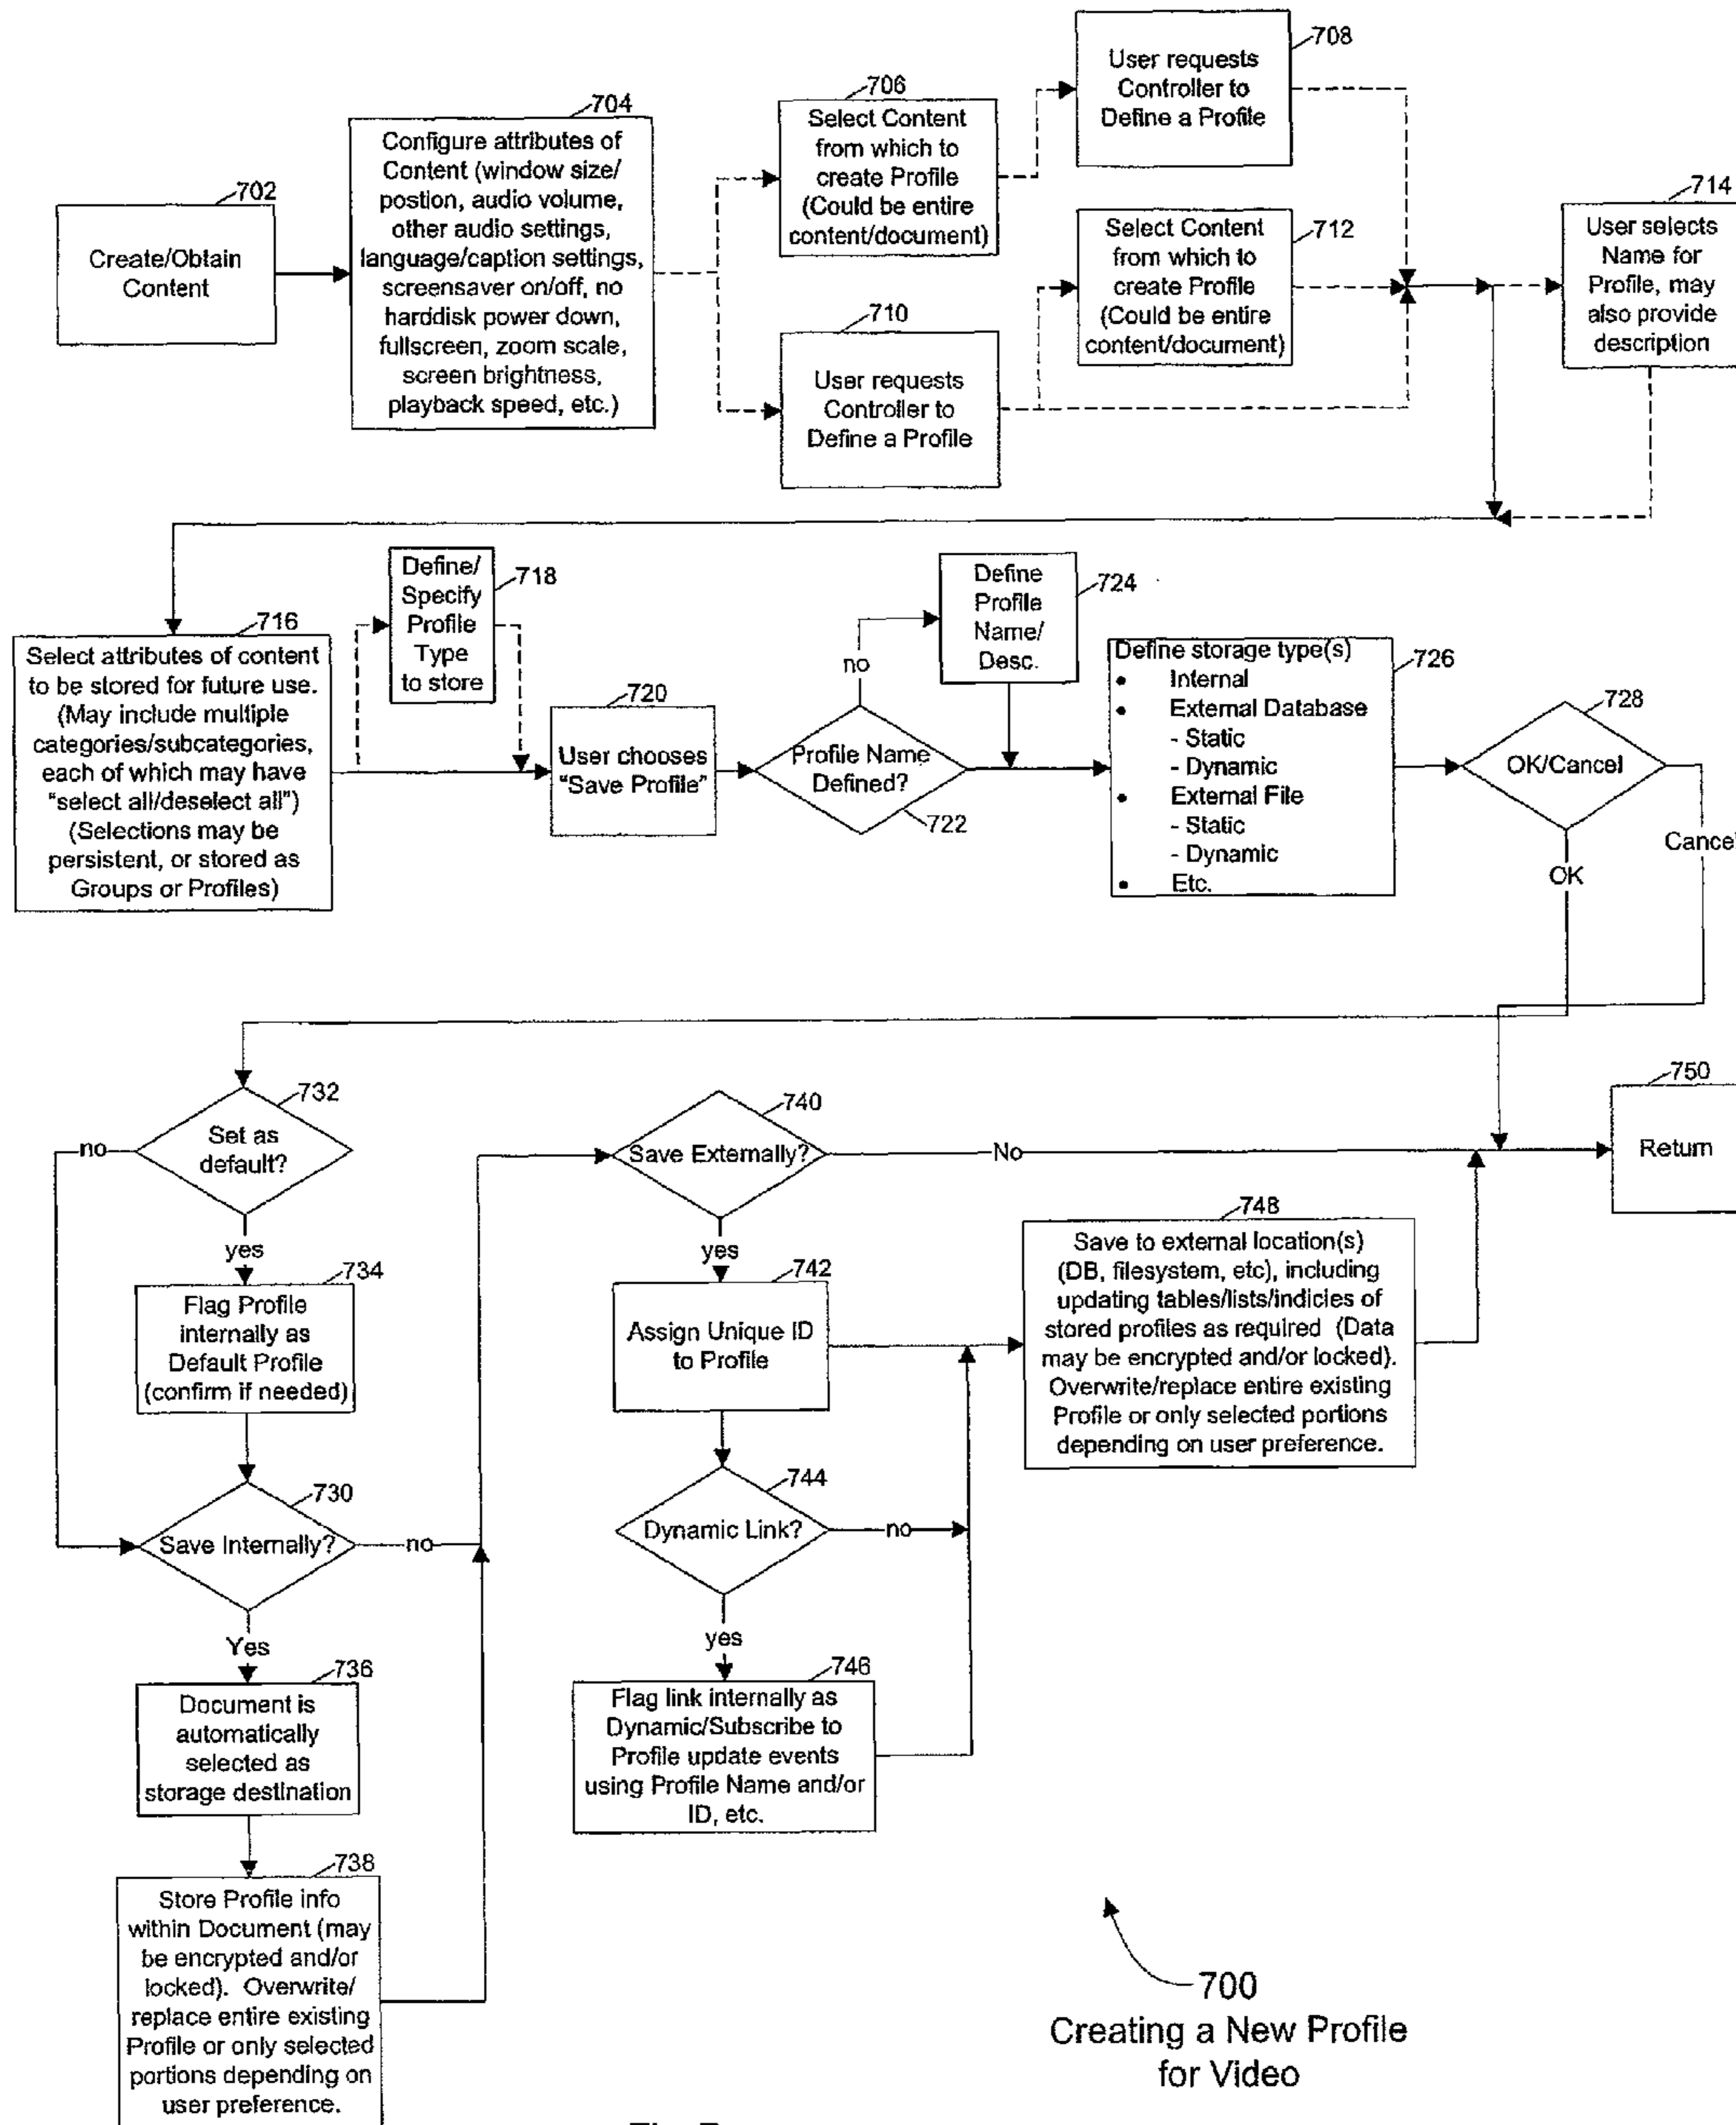 708
User requests
Controller to
Define a Profile
706
Select Content
from which to
create Profile
(Could be entire
content/document)
704
Configure attributes of
Content (window size/
postion, audio volume,
other audio settings,
language/caption settings,
screensaver on/off, no
harddisk power down,
fullscreen, zoom scale,
screen brightness,
playback speed, etc.)
702
Create/Obtain
Content
712
Select Content
from which to
create Profile
(Could be entire
content/document)
714
User selects
Name for
Profile, may
also provide
description
710
User requests
Controller to
Define a Profile
716
Select attributes of content
to be stored for future use.
(May include multiple
categories/subcategories,
each of which may have
"select all/deselect all")
(Selections may be
persistent, or stored as
Groups or Profiles)
718
Define/
Specify
Profile
Type
to store
720
User chooses
"Save Profile"
722
Profile Name
Defined?
no
724
Define
Profile
Name/
Desc.
726
Define storage type(s)
• Internal
• External Database
- Static
- Dynamic
• External File
- Static
- Dynamic
• Etc.
728
OK/Cancel
Cancel
OK
732
Set as
default?
no
yes
734
Flag Profile
internally as
Default Profile
(confirm if needed)
730
Save Internally?
no
Yes
736
Document is
automatically
selected as
storage destination
738
Store Profile info
within Document (may
be encrypted and/or
locked). Overwrite/
replace entire existing
Profile or only selected
portions depending on
user preference.
740
Save Externally?
No
yes
742
Assign Unique ID
to Profile
744
Dynamic Link?
no
yes
746
Flag link internally as
Dynamic/Subscribe to
Profile update events
using Profile Name and/or
ID, etc.
748
Save to external location(s)
(DB, filesystem, etc), including
updating tables/lists/indicies of
stored profiles as required (Data
may be encrypted and/or locked).
Overwrite/replace entire existing
Profile or only selected portions
depending on user preference.
750
Return
700
Creating a New Profile
for Video